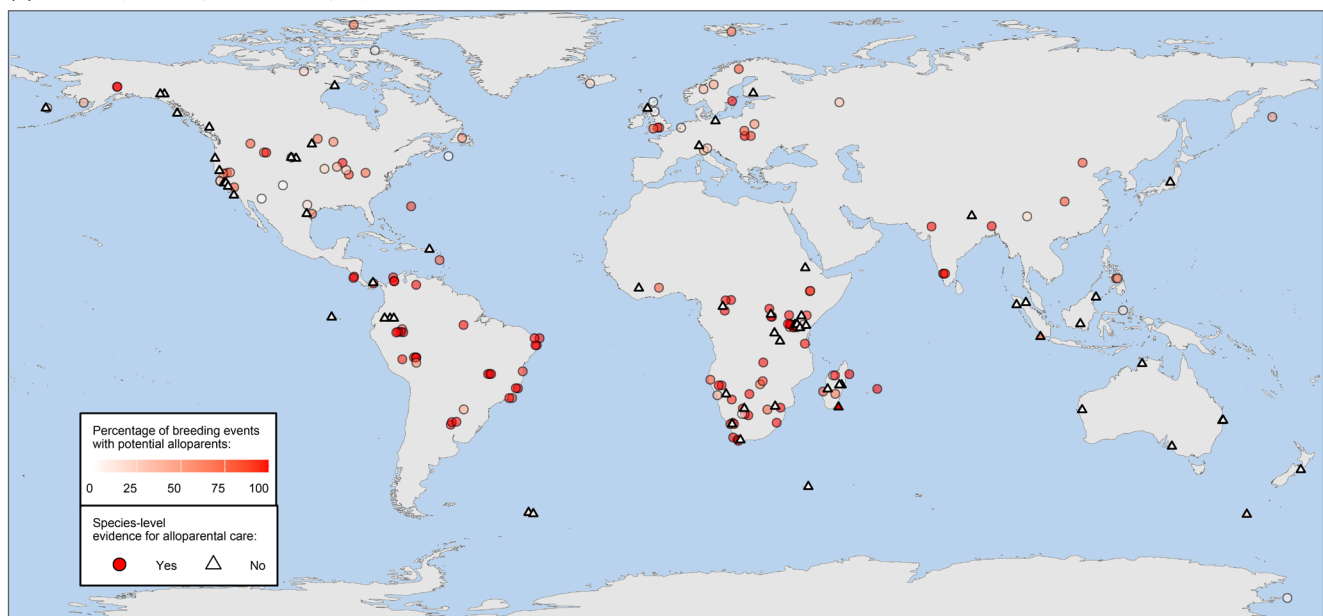 Percentage of breeding events
with potential alloparents:
0 25 50 75 100
Species-level
evidence for alloparental care:
Yes No